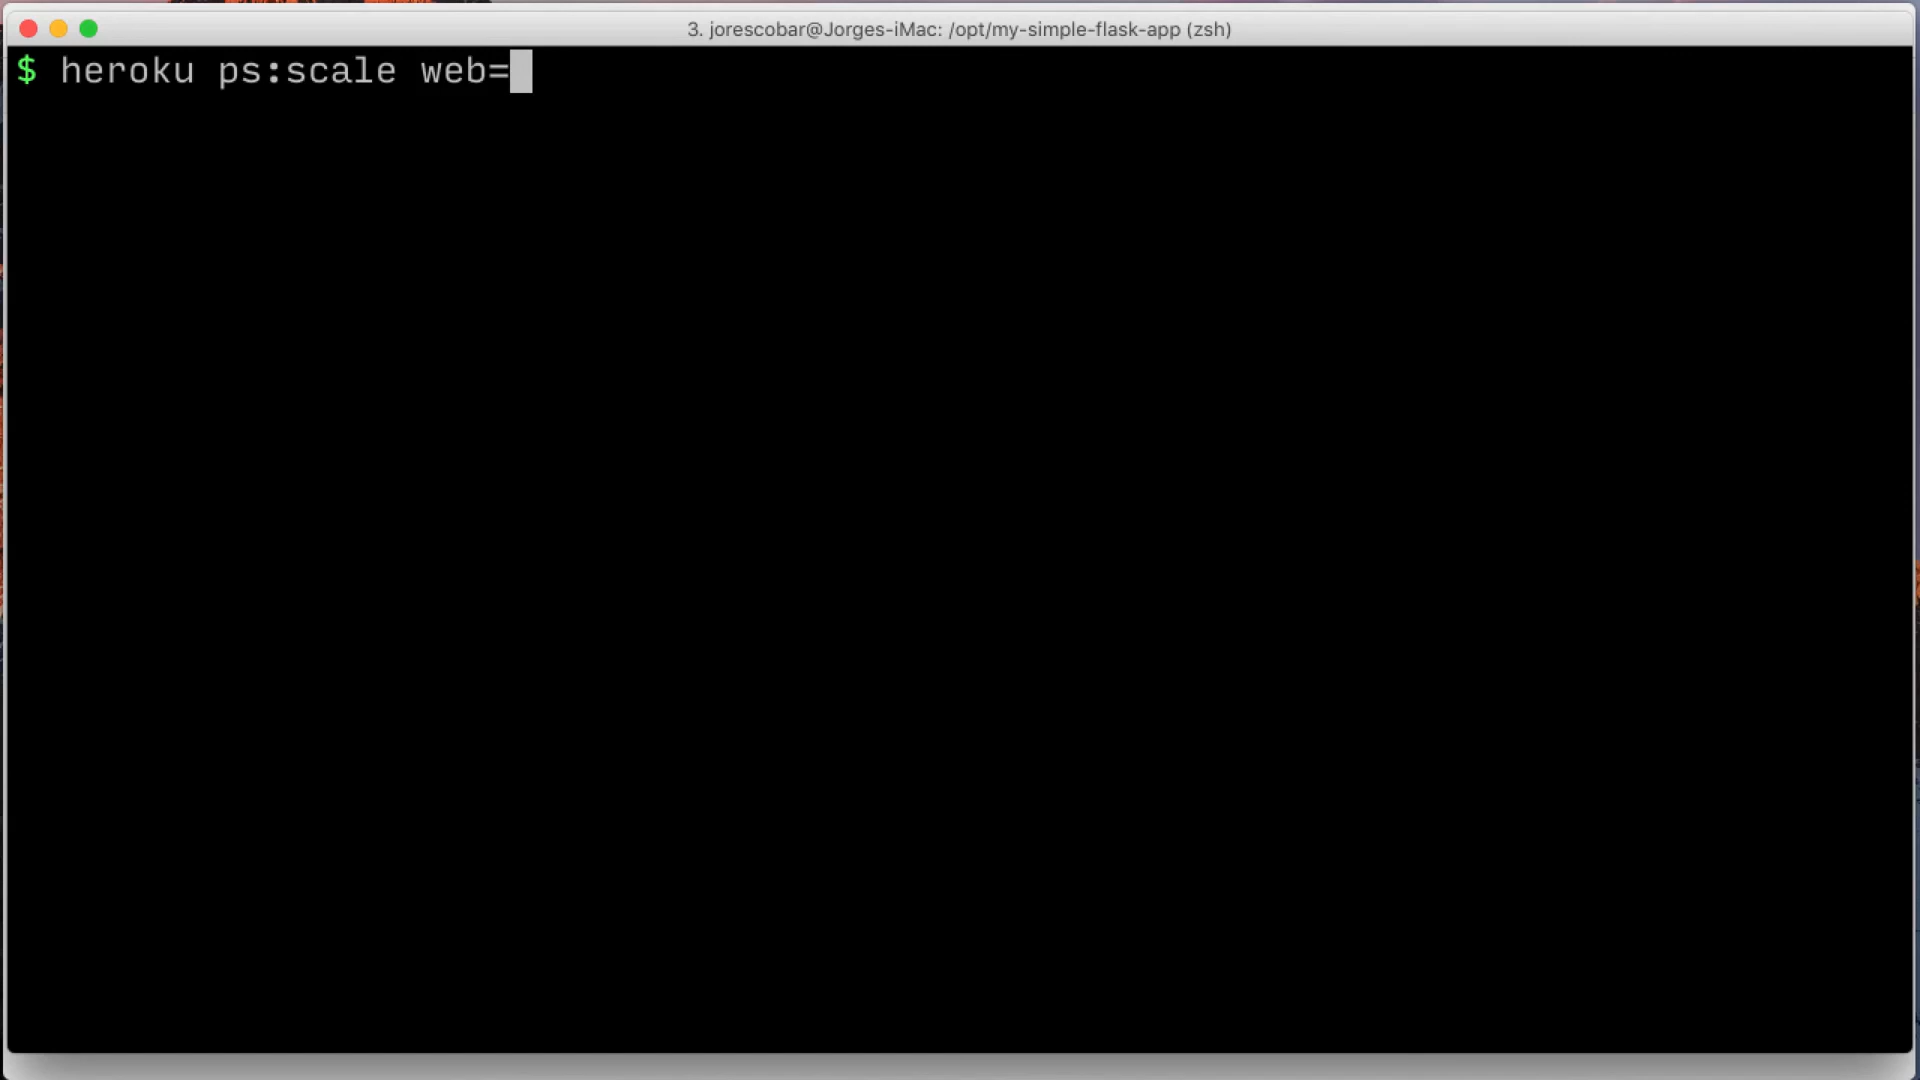 3. jorescobar@Jorges-iMac: /opt/my-simple-flask-app (zsh)
$ heroku ps:scale web=